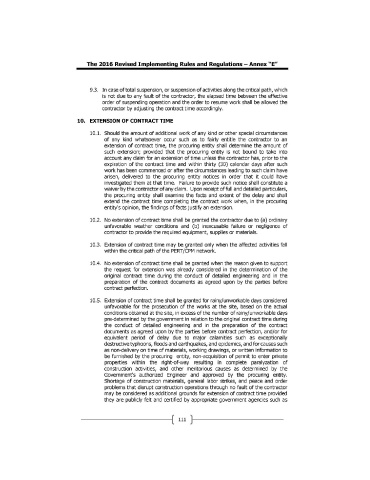 The 2016 Revised Implementing Rules and Regulations – Annex "E"
9.3. In case of total suspension, or suspension of activities along the critical path, which
is not due to any fault of the contractor, the elapsed time between the effective
order of suspending operation and the order to resume work shall be allowed the
contractor by adjusting the contract time accordingly.
10. EXTENSION OF CONTRACT TIME
10.1. Should the amount of additional work of any kind or other special circumstances
of any kind whatsoever occur such as to fairly entitle the contractor to an
extension of contract time, the procuring entity shall determine the amount of
such extension; provided that the procuring entity is not bound to take into
account any claim for an extension of time unless the contractor has, prior to the
expiration of the contract time and within thirty (30) calendar days after such
work has been commenced or after the circumstances leading to such claim have
arisen, delivered to the procuring entity notices in order that it could have
investigated them at that time. Failure to provide such notice shall constitute a
waiver by the contractor of any claim. Upon receipt of full and detailed particulars,
the procuring entity shall examine the facts and extent of the delay and shall
extend the contract time completing the contract work when, in the procuring
entity's opinion, the findings of facts justify an extension.
10.2. No extension of contract time shall be granted the contractor due to (a) ordinary
unfavorable weather conditions and (b) inexcusable failure or negligence of
contractor to provide the required equipment, supplies or materials.
10.3. Extension of contract time may be granted only when the affected activities fall
within the critical path of the PERT/CPM network.
10.4. No extension of contract time shall be granted when the reason given to support
the request for extension was already considered in the determination of the
original contract time during the conduct of detailed engineering and in the
preparation of the contract documents as agreed upon by the parties before
contract perfection.
10.5. Extension of contract time shall be granted for rainy/unworkable days considered
unfavorable for the prosecution of the works at the site, based on the actual
conditions obtained at the site, in excess of the number of rainy/unworkable days
pre-determined by the government in relation to the original contract time during
the conduct of detailed engineering and in the preparation of the contract
documents as agreed upon by the parties before contract perfection, and/or for
equivalent period of delay due to major calamities such as exceptionally
destructive typhoons, floods and earthquakes, and epidemics, and for causes such
as non-delivery on time of materials, working drawings, or written information to
be furnished by the procuring entity, non-acquisition of permit to enter private
properties within the right-of-way resulting in complete paralyzation of
construction activities, and other meritorious causes as determined by the
Government's authorized Engineer and approved by the procuring entity.
Shortage of construction materials, general labor strikes, and peace and order
problems that disrupt construction operations through no fault of the contractor
may be considered as additional grounds for extension of contract time provided
they are publicly felt and certified by appropriate government agencies such as